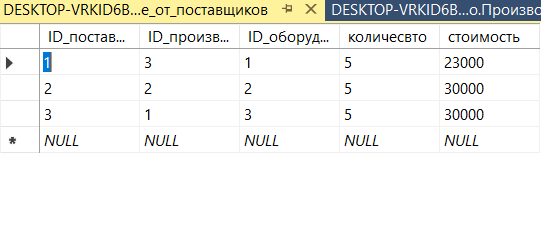 DESKTOP-VRKID6B...е_от_поставщиков DESKTOP-VRKID6B...о.Произво
ID_постав... ID_произв... ID_оборуд... количесвто стоимость
1 3 1 5 23000
2 2 2 5 30000
3 1 3 5 30000
NULL NULL NULL NULL NULL